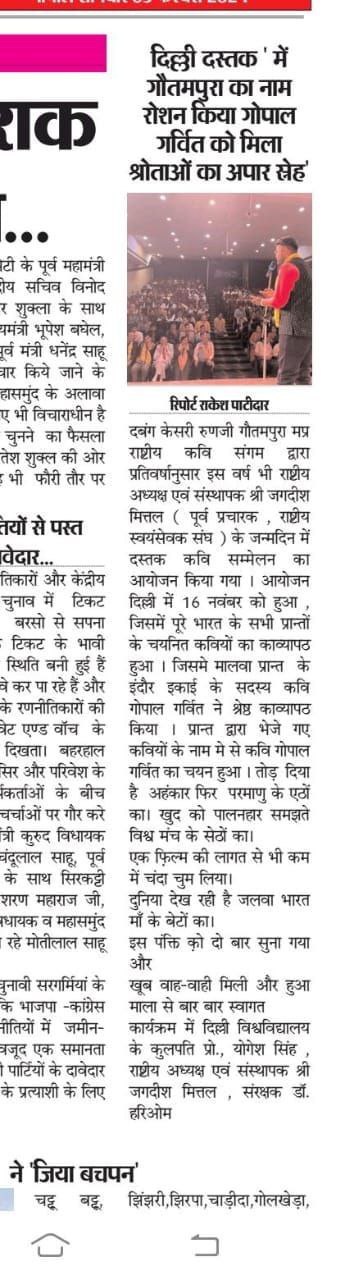 राक
...
दिल्ली दस्तक ' में
गौतमपुरा का नाम
रोशन किया गोपाल
गर्वित को मिला
श्रोताओं का अपार स्नेह'
रिपोर्ट राकेश पाटीदार
दबंग केसरी रुणजी गौतमपुरा मप्र
राष्ट्रीय कवि संगम द्वारा
प्रतिवर्षानुसार इस वर्ष भी राष्ट्रीय
अध्यक्ष एवं संस्थापक श्री जगदीश
मित्तल ( पूर्व प्रचारक , राष्ट्रीय
स्वयंसेवक संघ ) के जन्मदिन में
दस्तक कवि सम्मेलन का
आयोजन किया गया । आयोजन
दिल्ली में 16 नवंबर को हुआ ,
जिसमें पूरे भारत के सभी प्रान्तों
के चयनित कवियों का काव्यपाठ
हुआ । जिसमे मालवा प्रान्त के
इंदौर इकाई के सदस्य कवि
गोपाल गर्वित ने श्रेष्ठ काव्यपाठ
किया । प्रान्त द्वारा भेजे गए
कवियों के नाम मे से कवि गोपाल
गर्वित का चयन हुआ । तोड़ दिया
है अहंकार फिर परमाणु के एठों
का। खुद को पालनहार समझते
विश्व मंच के सेठों का।
एक फ़िल्म की लागत से भी कम
में चंदा चुम लिया।
दुनिया देख रही है जलवा भारत
माँ के बेटों का।
इस पंक्ति को दो बार सुना गया
और
खूब वाह-वाही मिली और हुआ
माला से बार बार स्वागत
कार्यक्रम में दिल्ली विश्वविद्यालय
के कुलपति प्रो., योगेश सिंह ,
राष्ट्रीय अध्यक्ष एवं संस्थापक श्री
जगदीश मित्तल , संरक्षक डॉ.
हरिओम
मेटी के पूर्व महामंत्री
ीय सचिव विनोद
र शुक्ला के साथ
यमंत्री भूपेश बघेल,
पूर्व मंत्री धनेंद्र साहू
चार किये जाने के
हासमुंद के अलावा
ए भी विचाराधीन है
चुनने का फैसला
तेश शुक्ल की ओर
ह भी फौरी तौर पर
तियों से पस्त
वेदार...
तिकारों और केंद्रीय
चुनाव में टिकट
बरसो से सपना
टिकट के भावी
स्थिति बनी हुई हैं
वे कर पा रहे हैं और
के रणनीतिकारों की
वेट एण्ड वॉच के
दिखता। बहरहाल
सिर और परिवेश के
र्यकर्ताओं के बीच
चर्चाओं पर गौर करे
त्री कुरुद विधायक
चंदूलाल साहू, पूर्व
के साथ सिरकट्टी
शरण महाराज जी,
धायक व महासमुंद
रहे मोतीलाल साहू
चुनावी सरगर्मियां के
कि भाजपा -कांग्रेस
नीतियों में जमीन-
वजूद एक समानता
पार्टियों के दावेदार
के प्रत्याशी के लिए
ने 'जिया बचपन'
चट्टू बट्टू, झिंझरी,झिरपा,चाड़ीदा,गोलखेड़ा,